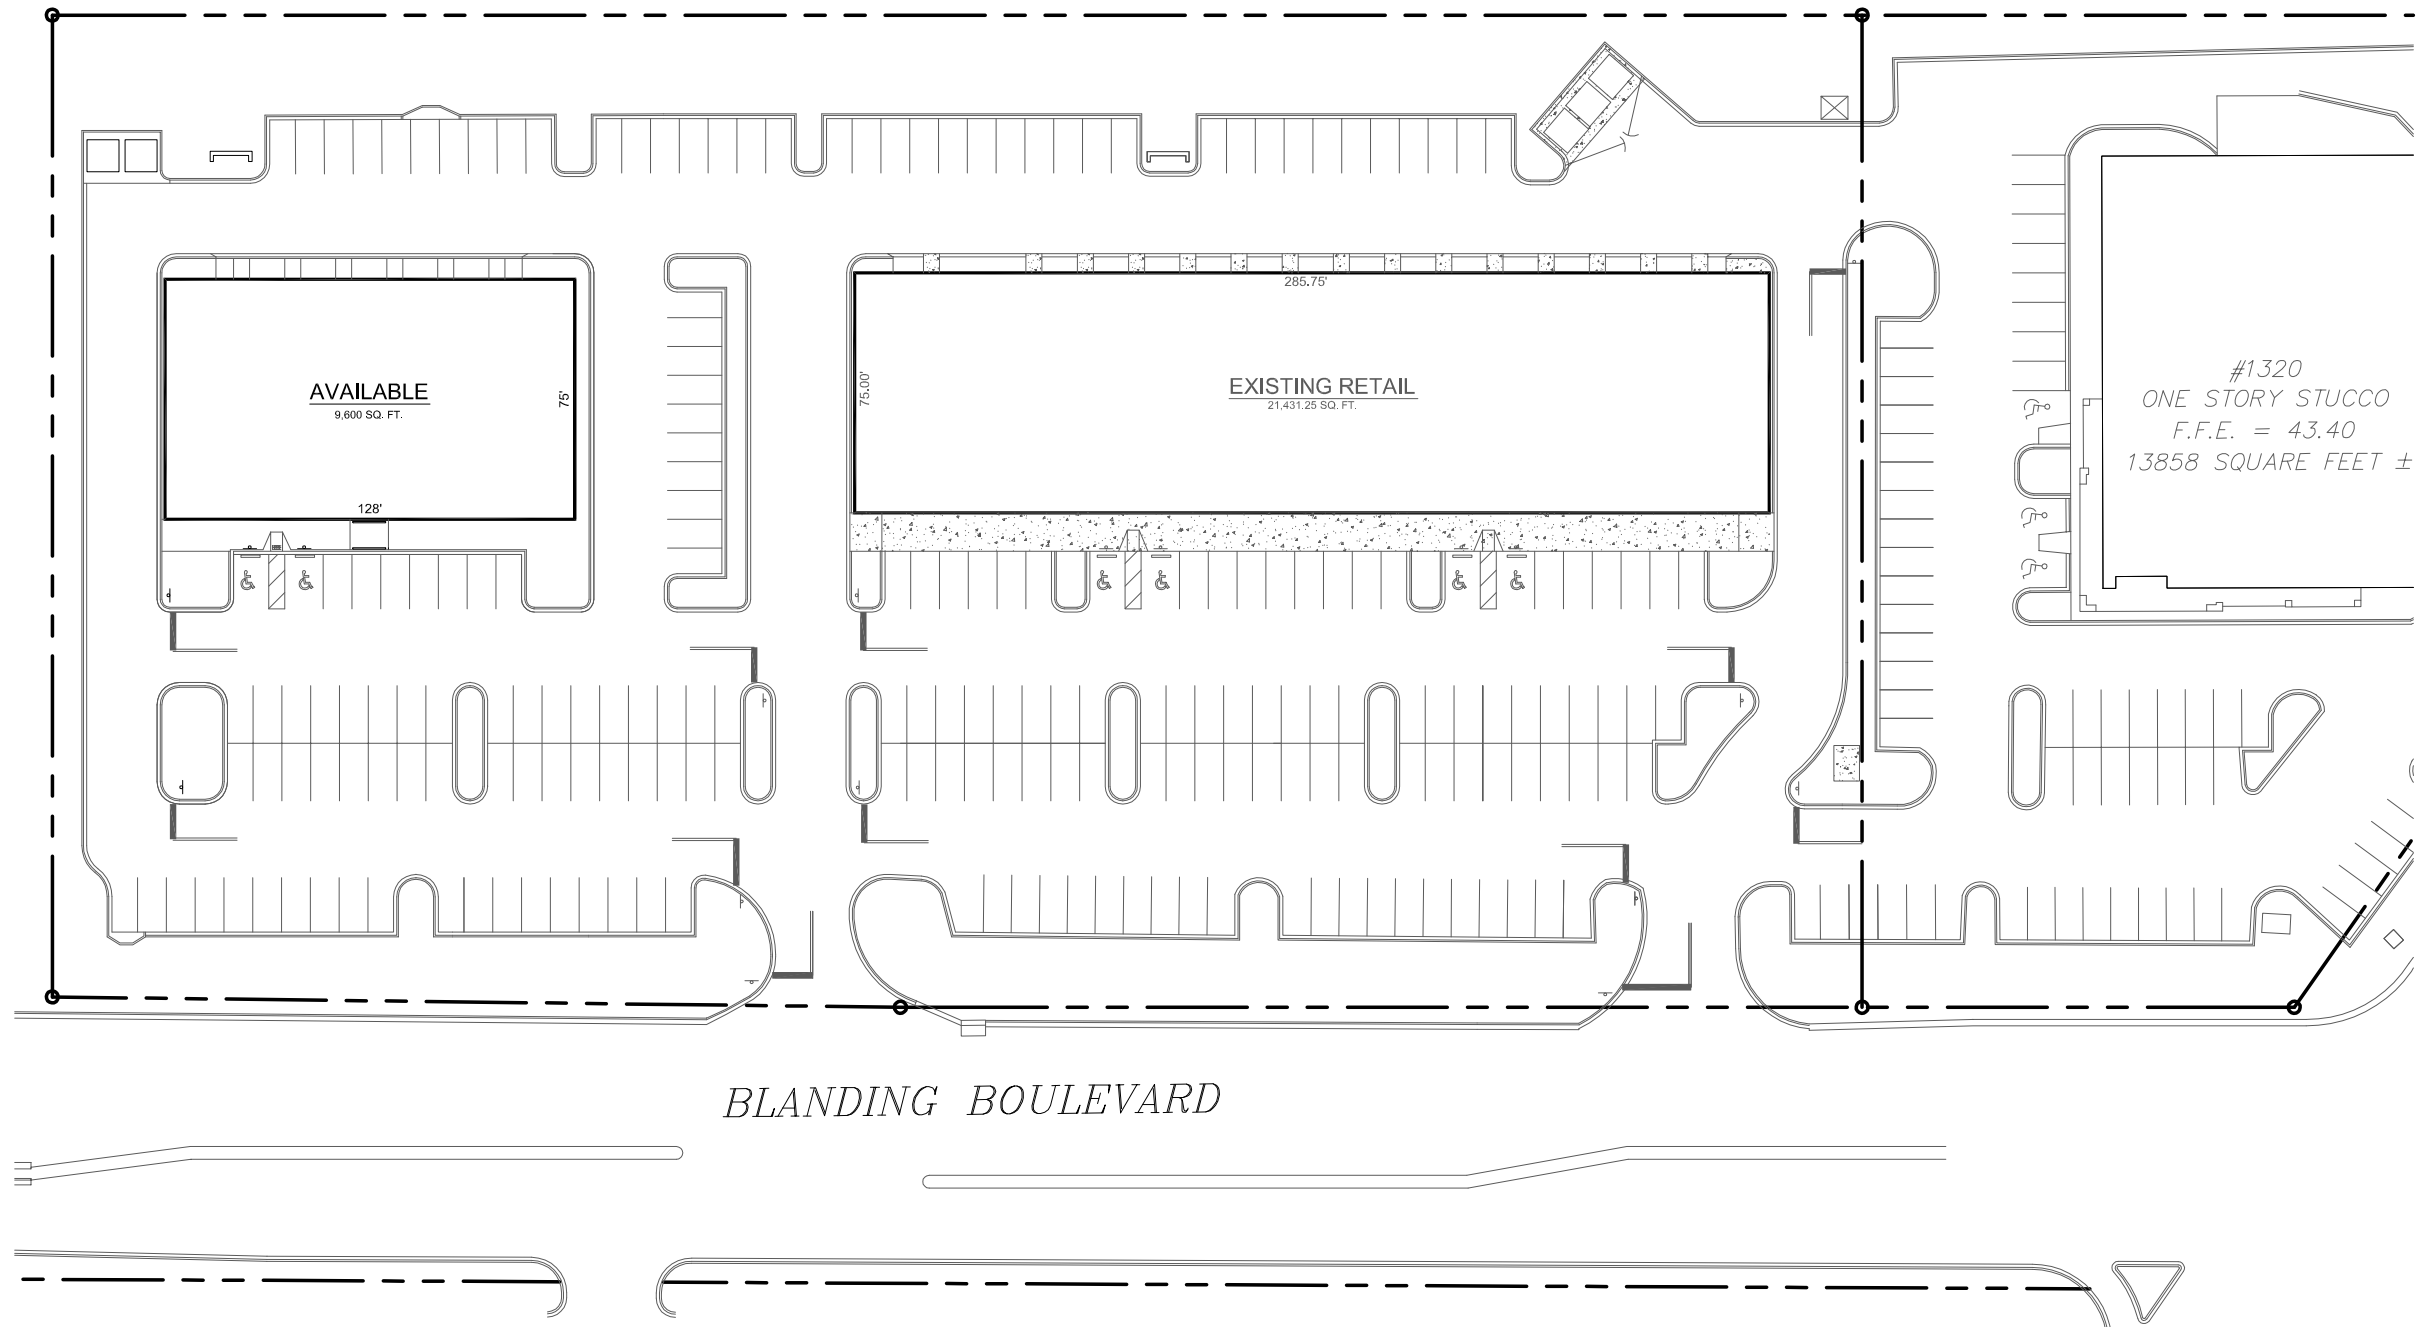 285.75'
AVAILABLE
9,600 SQ. FT.
75'
128'
75.00'
EXISTING RETAIL
21,431.25 SQ. FT.
#1320
ONE STORY STUCCO
F.F.E. = 43.40
13858 SQUARE FEET ±
BLANDING BOULEVARD